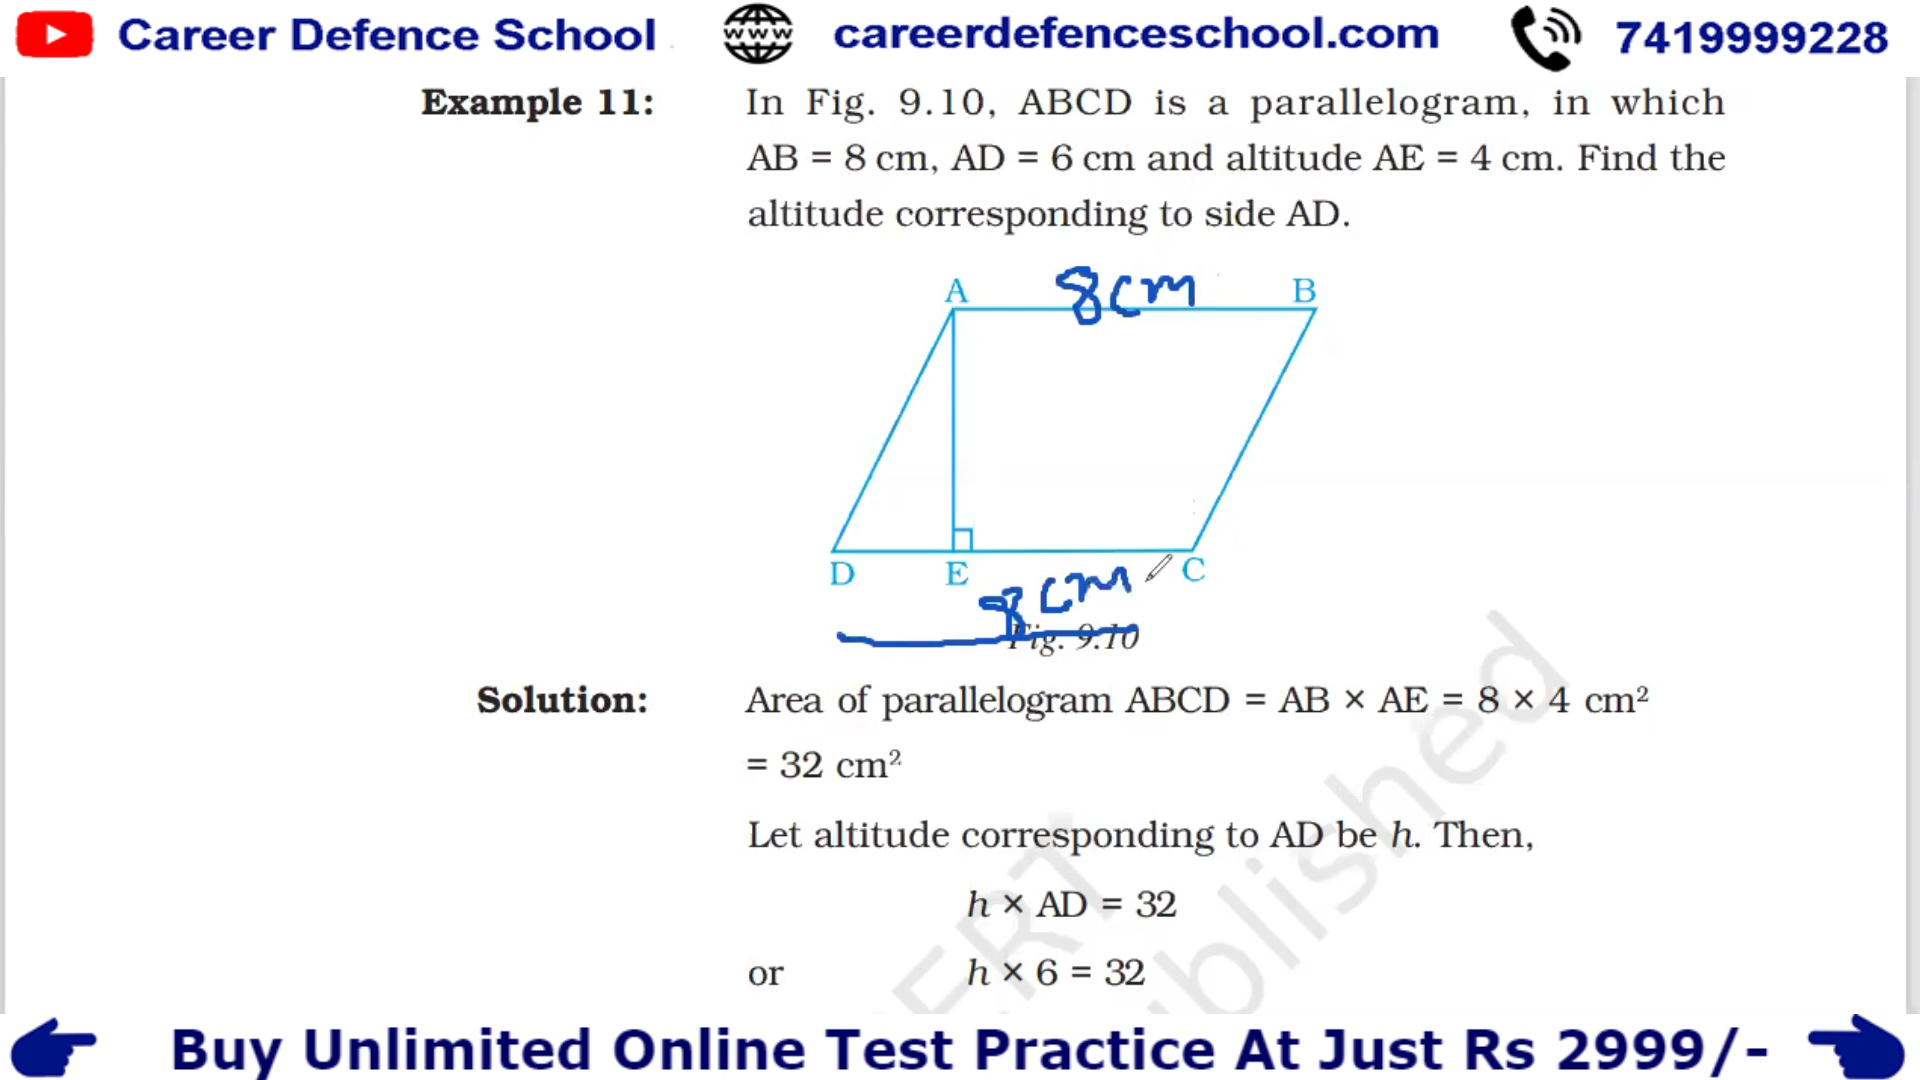 Career Defence School
www
careerdefenceschool.com
7419999228
Example 11:
In Fig. 9.10, ABCD is a parallelogram, in which
AB = 8 cm, AD = 6 cm and altitude AE = 4 cm. Find the
altitude corresponding to side AD.
A
8cm
B
D
E
C
8cm
Fig. 9.10
Solution:
Area of parallelogram ABCD = AB × AE = 8 × 4 cm²
= 32 cm²
Let altitude corresponding to AD be h. Then,
h × AD = 32
or h × 6 = 32
Buy Unlimited Online Test Practice At Just Rs 2999/-